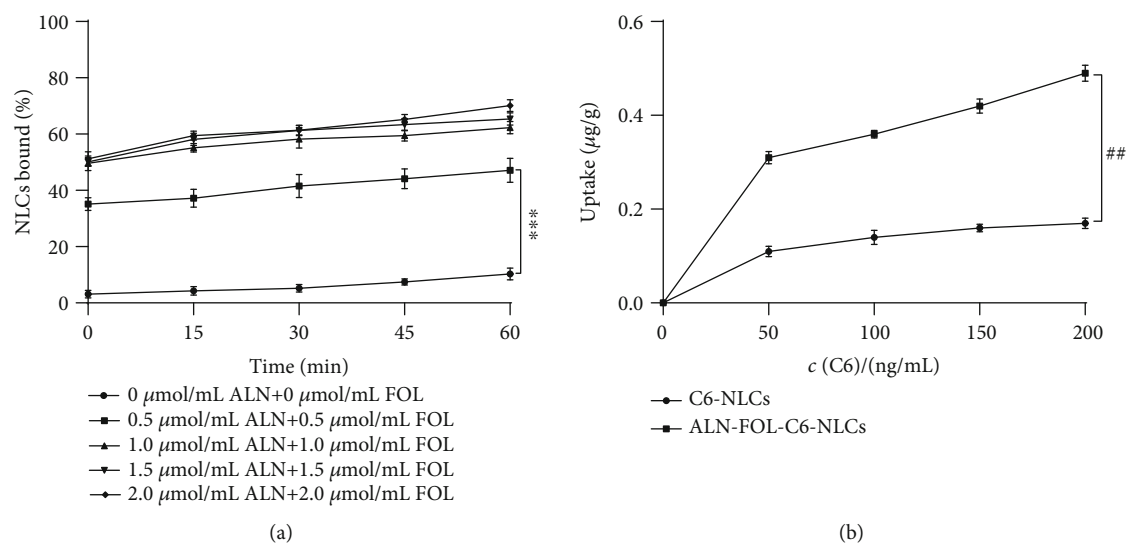 100
80
60
40
20
0
NLCs bound (%)
0 15 30 45 60
Time (min)
***
0 μmol/mL ALN+0 μmol/mL FOL
0.5 μmol/mL ALN+0.5 μmol/mL FOL
1.0 μmol/mL ALN+1.0 μmol/mL FOL
1.5 μmol/mL ALN+1.5 μmol/mL FOL
2.0 μmol/mL ALN+2.0 μmol/mL FOL
(a)
0.6
0.4
0.2
0.0
Uptake (μg/g)
0 50 100 150 200
c (C6)/(ng/mL)
##
C6-NLCs
ALN-FOL-C6-NLCs
(b)